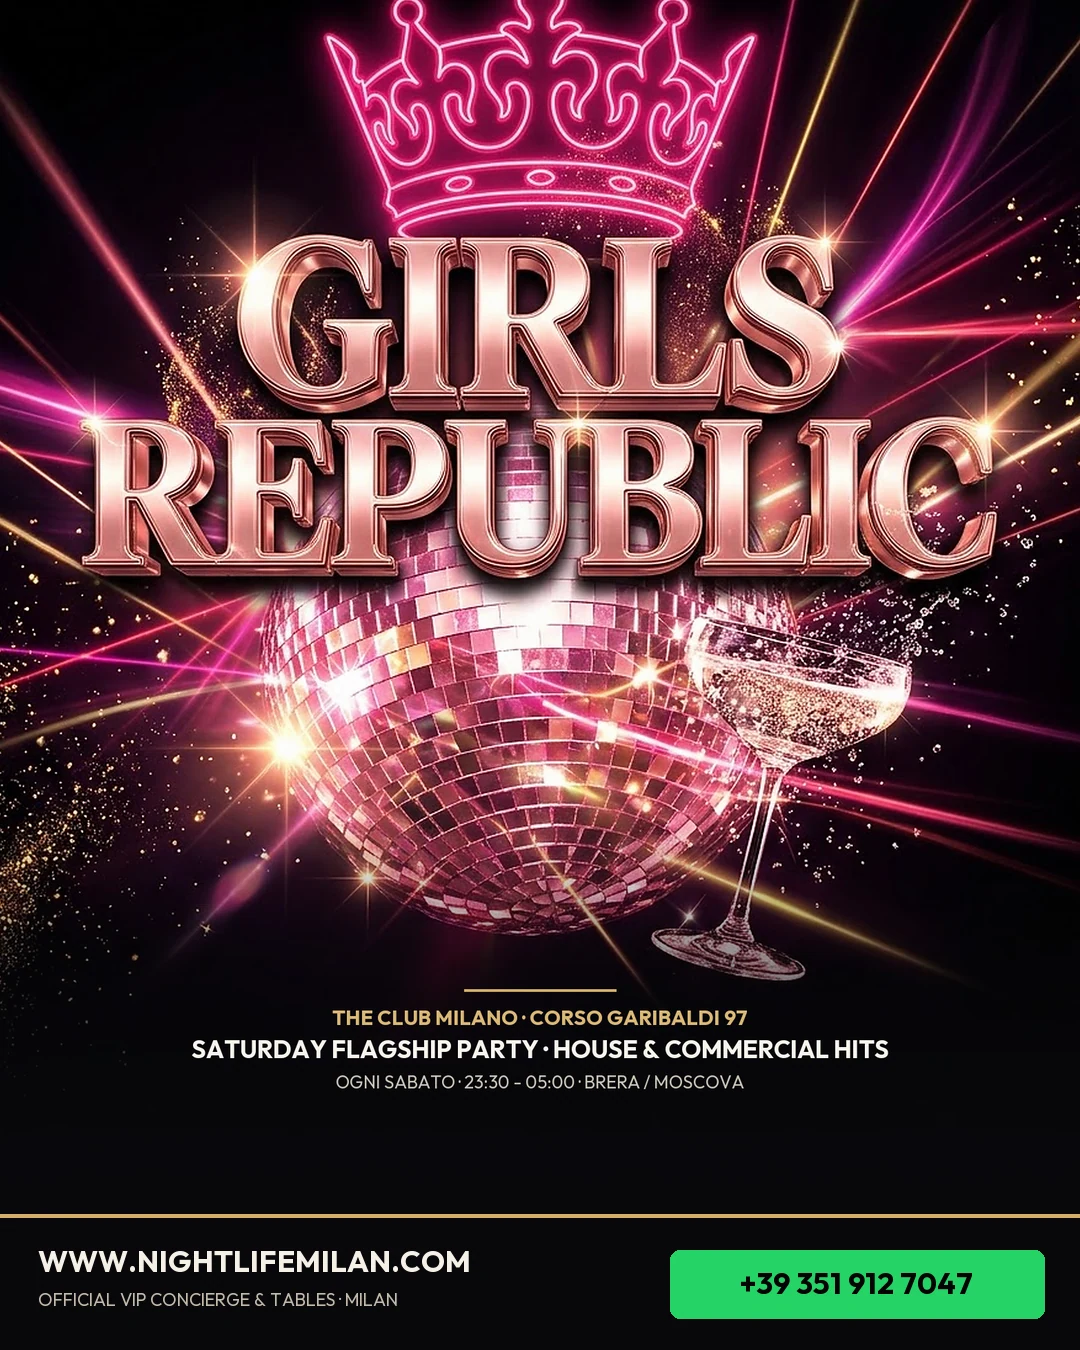 GIRLS
REPUBLIC
THE CLUB MILANO · CORSO GARIBALDI 97
SATURDAY FLAGSHIP PARTY · HOUSE & COMMERCIAL HITS
OGNI SABATO · 23:30 - 05:00 · BRERA / MOSCOVA
WWW.NIGHTLIFEMILAN.COM
OFFICIAL VIP CONCIERGE & TABLES · MILAN
+39 351 912 7047